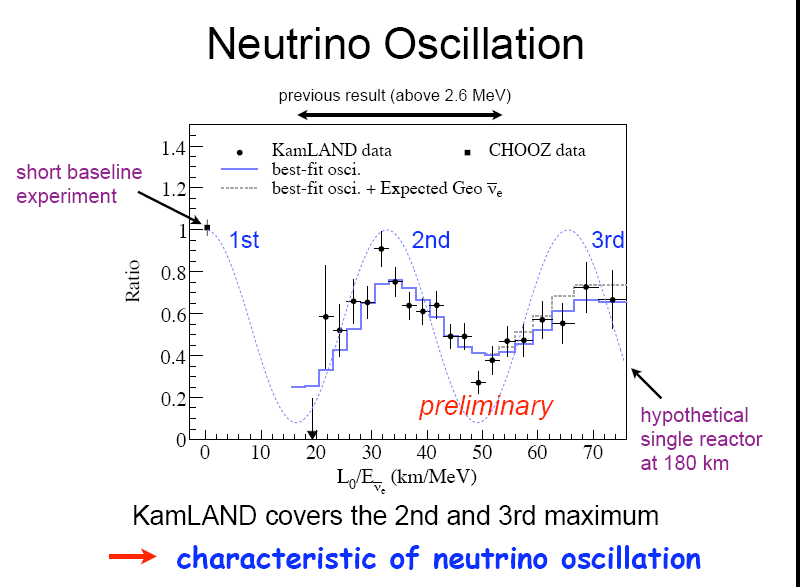 Neutrino Oscillation
previous result (above 2.6 MeV)
KamLAND data
CHOOZ data
best-fit osci.
best-fit osci. + Expected Geo ν̅e
short baseline
experiment
1st
2nd
3rd
Ratio
1.4
1.2
1
0.8
0.6
0.4
0.2
0
preliminary
hypothetical
single reactor
at 180 km
0 10 20 30 40 50 60 70
L0/Eν̅e (km/MeV)
KamLAND covers the 2nd and 3rd maximum
characteristic of neutrino oscillation